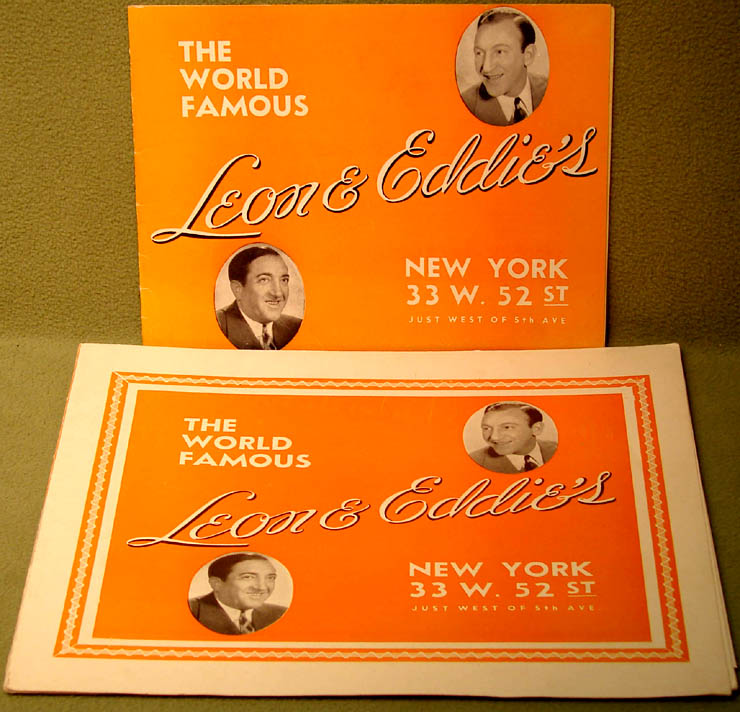 THE
WORLD
FAMOUS
Leon & Eddie's
NEW YORK
33 W. 52 ST
JUST WEST OF 5th AVE
THE
WORLD
FAMOUS
Leon & Eddie's
NEW YORK
33 W. 52 ST
JUST WEST OF 5th AVE